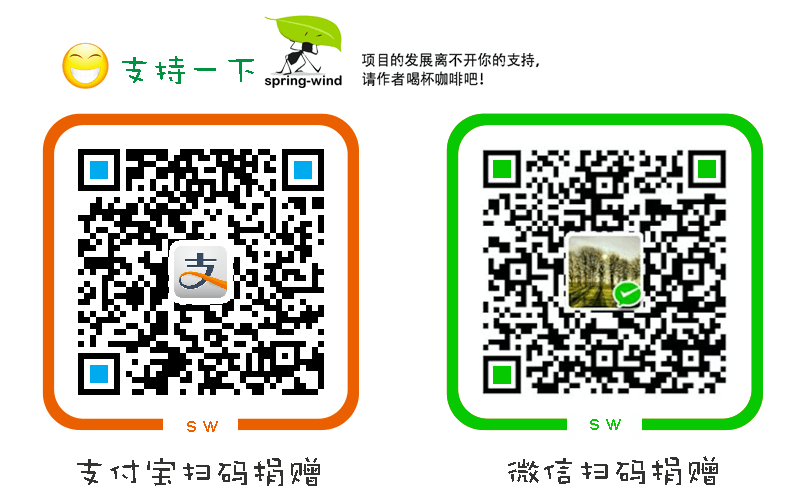 支持一下
spring-wind
项目的发展离不开你的支持,
请作者喝杯咖啡吧!
支
SW
SW
支付宝扫码捐赠
微信扫码捐赠